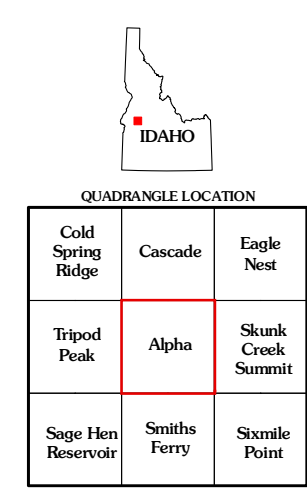 IDAHO
QUADRANGLE LOCATION
Cold
Spring
Ridge
Cascade
Eagle
Nest
Tripod
Peak
Alpha
Skunk
Creek
Summit
Sage Hen
Reservoir
Smiths
Ferry
Sixmile
Point